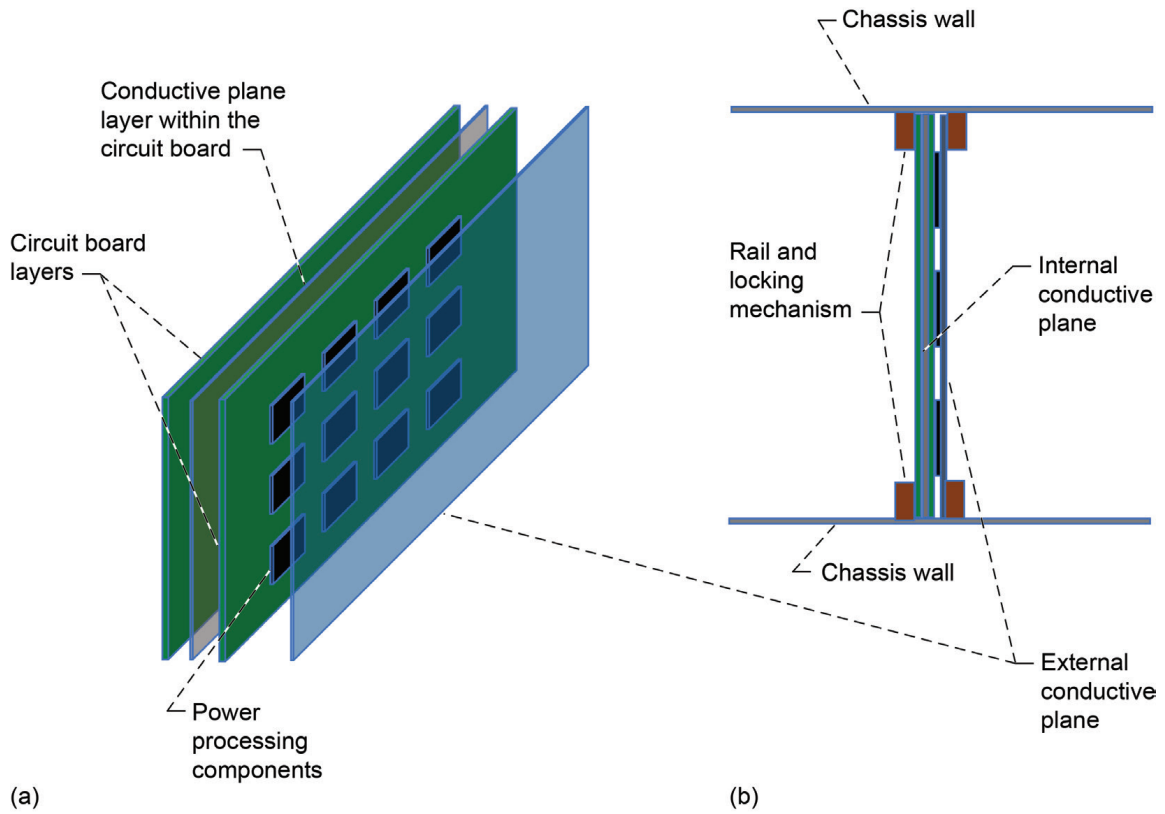 Conductive plane
layer within the
circuit board
Circuit board
layers
Power
processing
components
(a)
Chassis wall
Rail and
locking
mechanism
Internal
conductive
plane
Chassis wall
External
conductive
plane
(b)